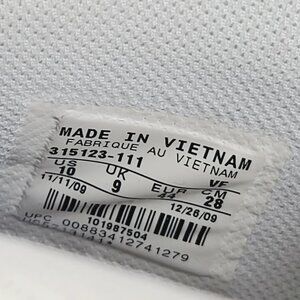 MADE IN VIETNAM
FABRIQUE AU VIETNAM
315123-111 VF
US UK EUR CM
10 9 44 28
11/11/09 12/26/09
101987504
UPC 00883412741279